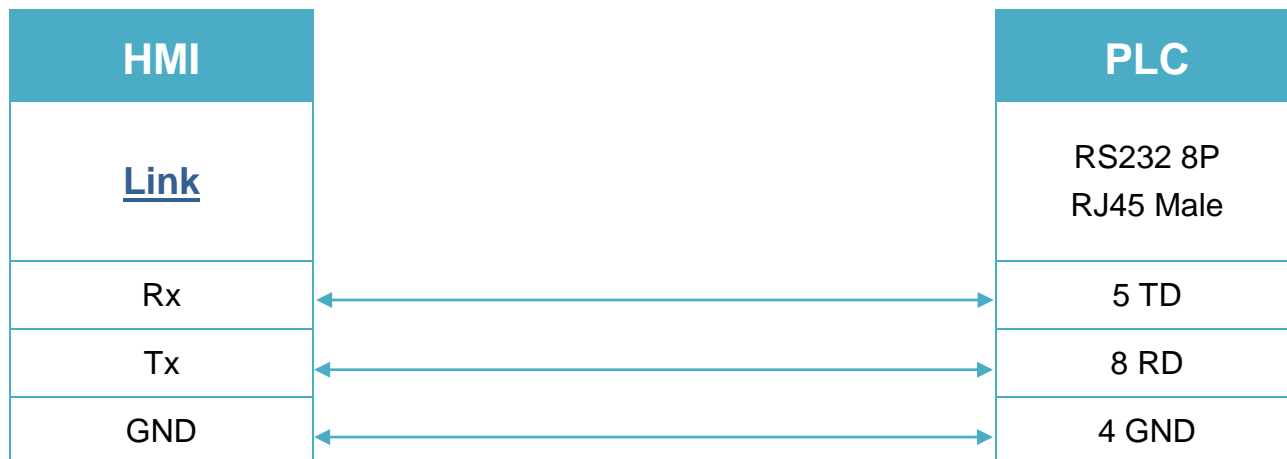 HMI PLC
Link
RS232 8P
RJ45 Male
Rx 5 TD
Tx 8 RD
GND 4 GND